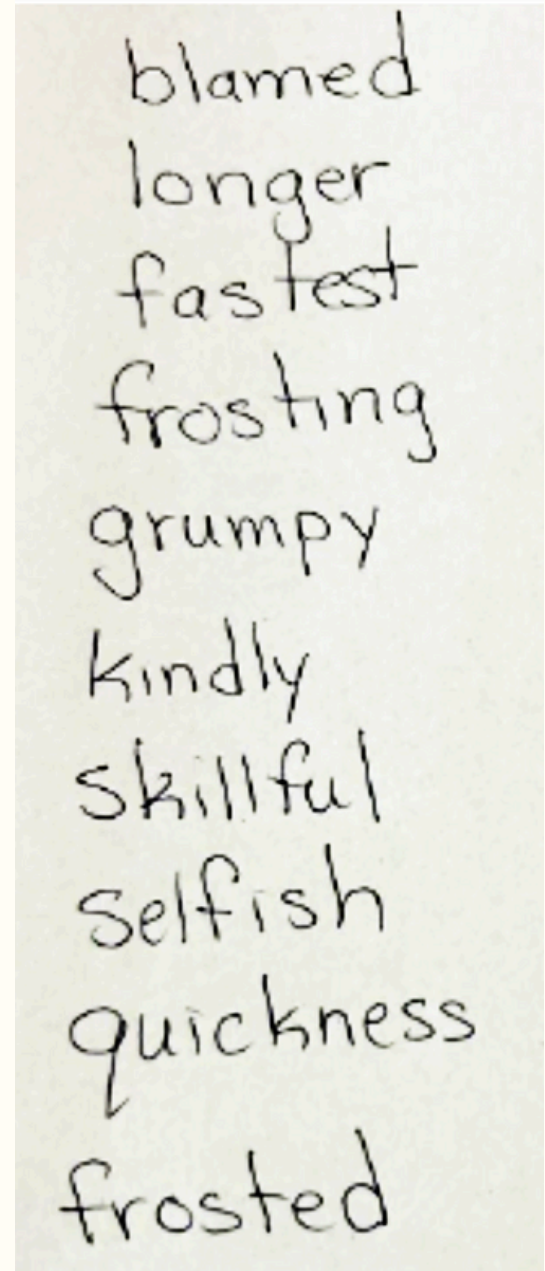 blamed
longer
fastest
frosting
grumpy
kindly
skillful
selfish
quickness
frosted